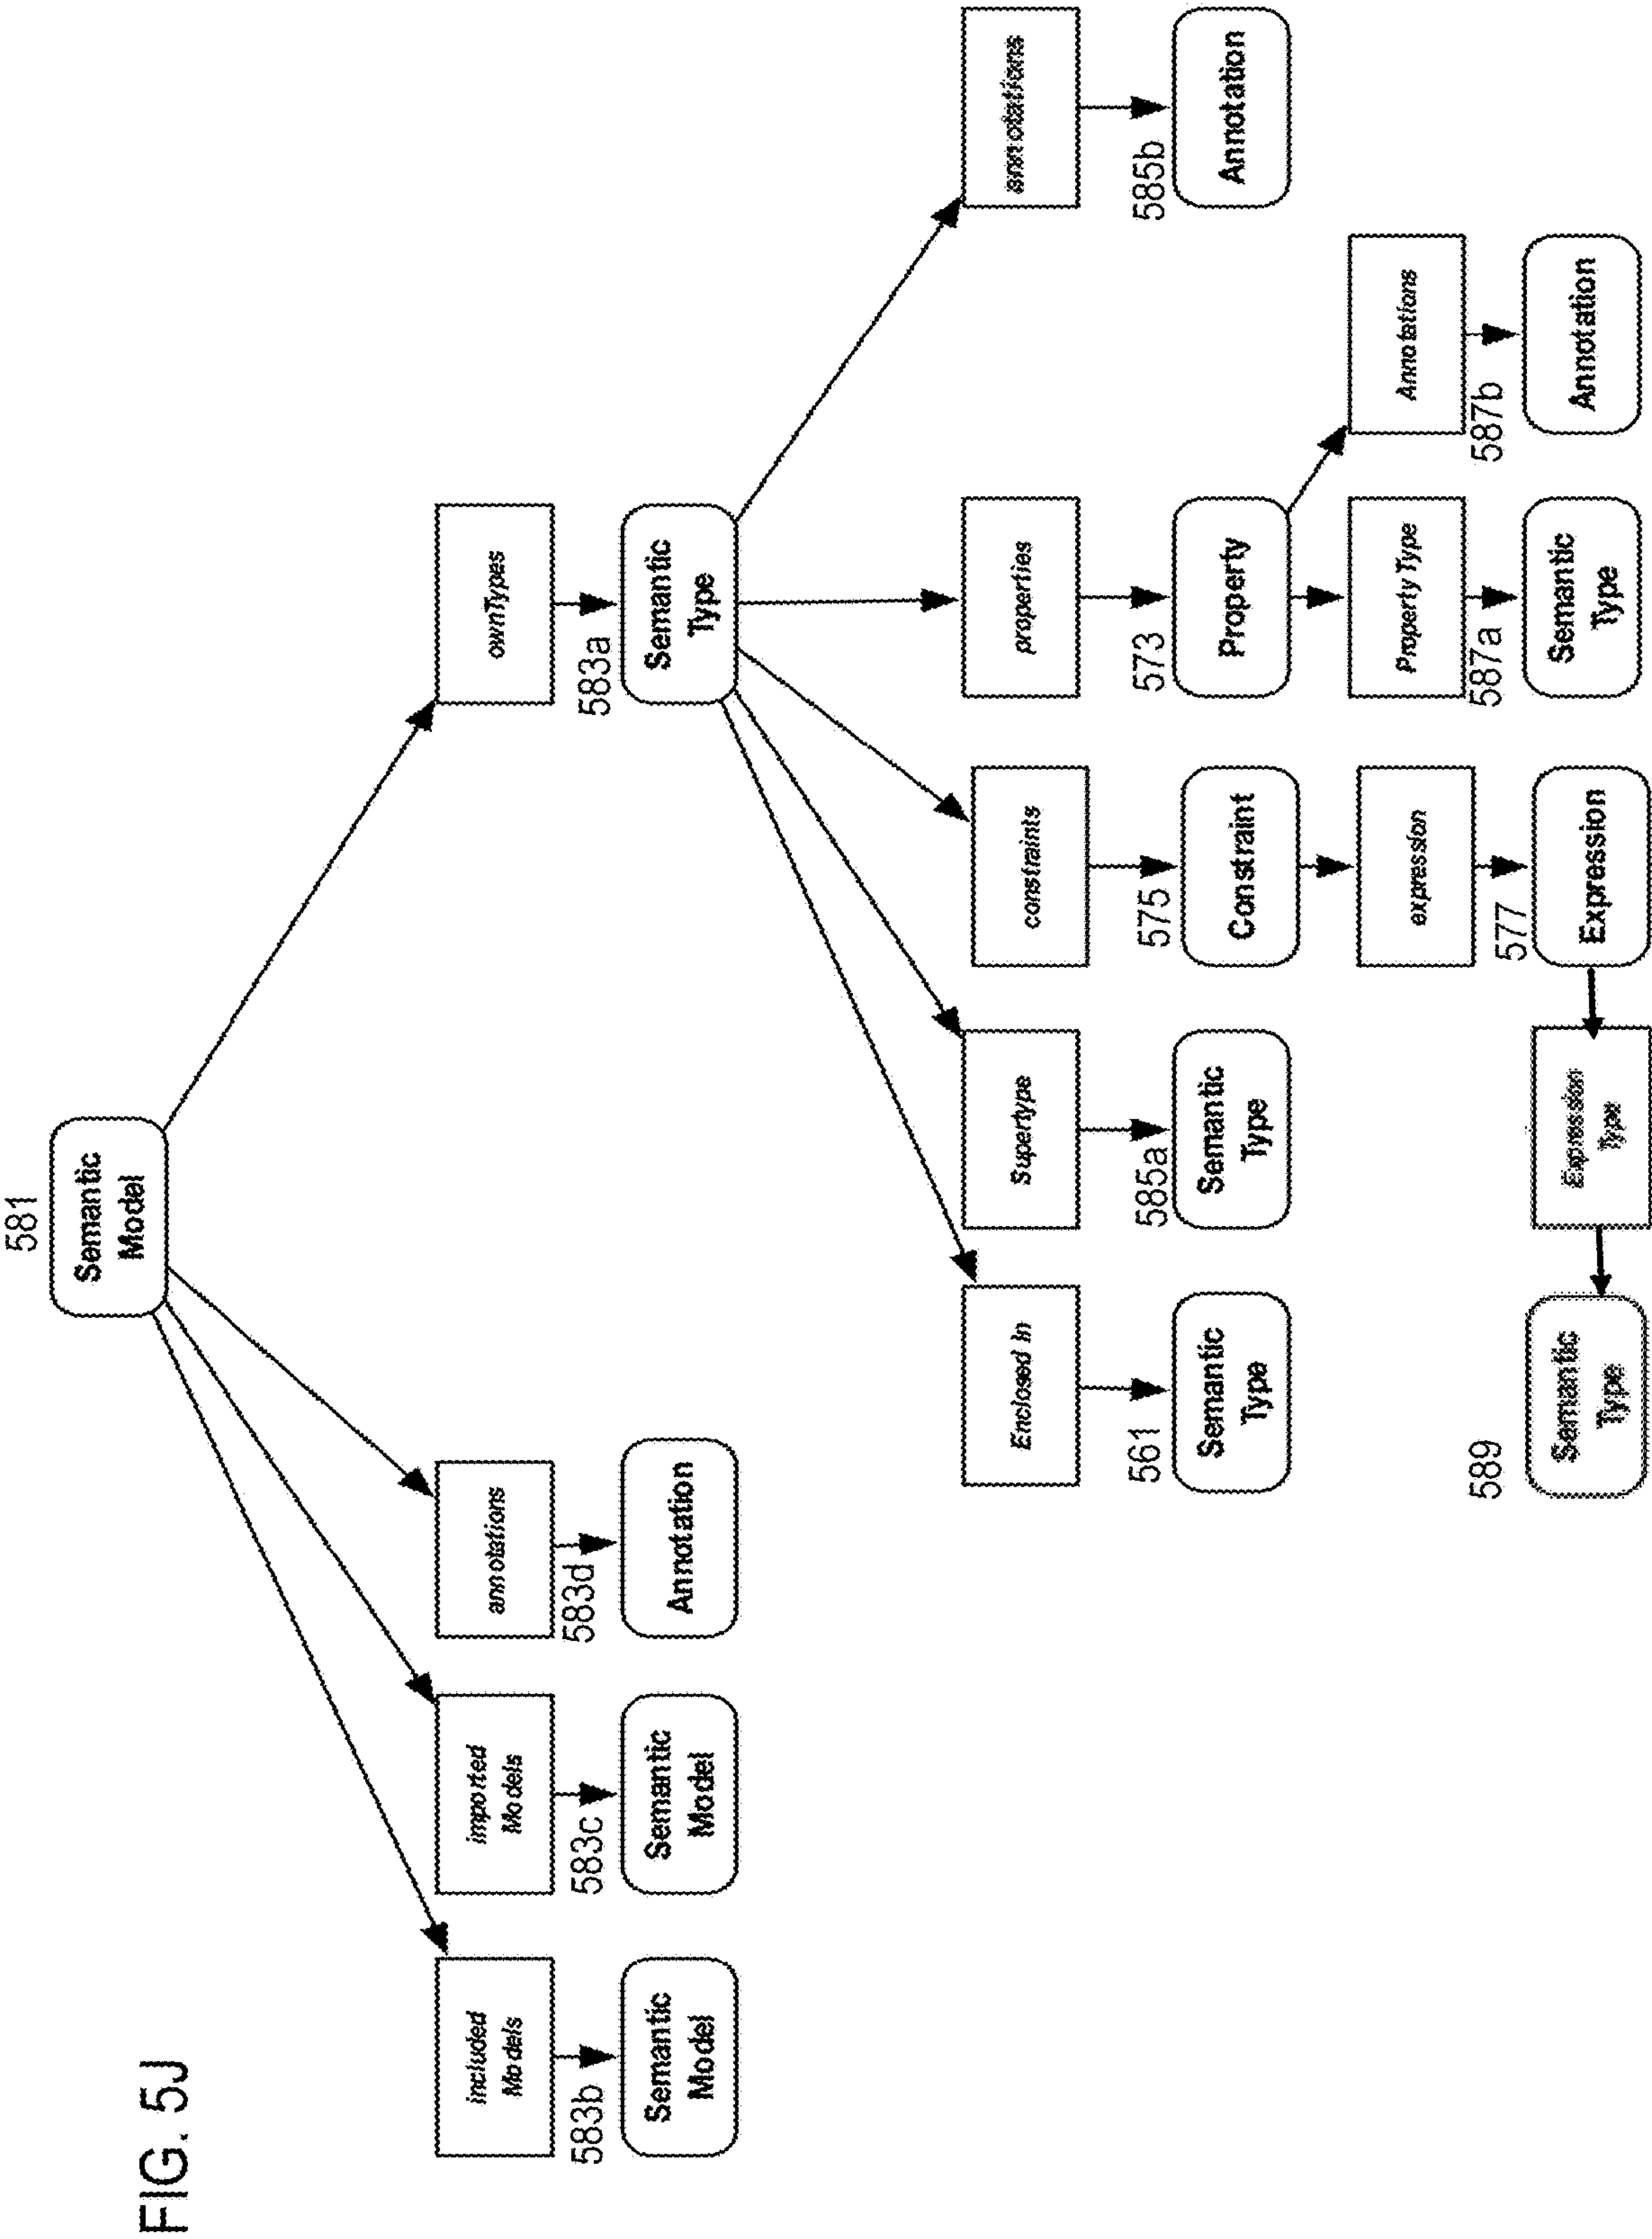 FIG. 5J
581
Semantic
Model
included
Models
imported
Models
annotations
ownTypes
583b
583c
583d
583a
Semantic
Model
Semantic
Model
Annotation
Semantic
Type
Enclosed In
Supertype
constraints
properties
annotations
561
585a
575
573
585b
Semantic
Type
Semantic
Type
Constraint
Property
Annotation
expression
Property Type
Annotations
589
577
587a
587b
Semantic
Type
Expression
Type
Expression
Semantic
Type
Annotation